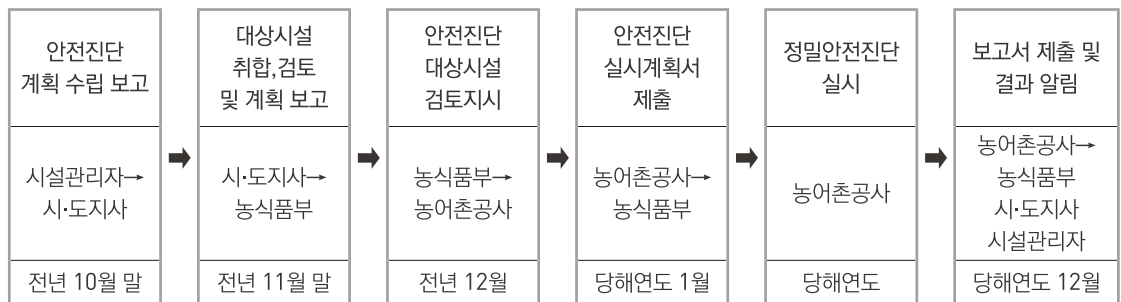 안전진단
계획 수립 보고
시설관리자→
시·도지사
전년 10월 말
대상시설
취합,검토
및 계획 보고
시·도지사→
농식품부
전년 11월 말
안전진단
대상시설
검토지시
농식품부→
농어촌공사
전년 12월
안전진단
실시계획서
제출
농어촌공사→
농식품부
당해연도 1월
정밀안전진단
실시
농어촌공사
당해연도
보고서 제출 및
결과 알림
농어촌공사→
농식품부
시·도지사
시설관리자
당해연도 12월